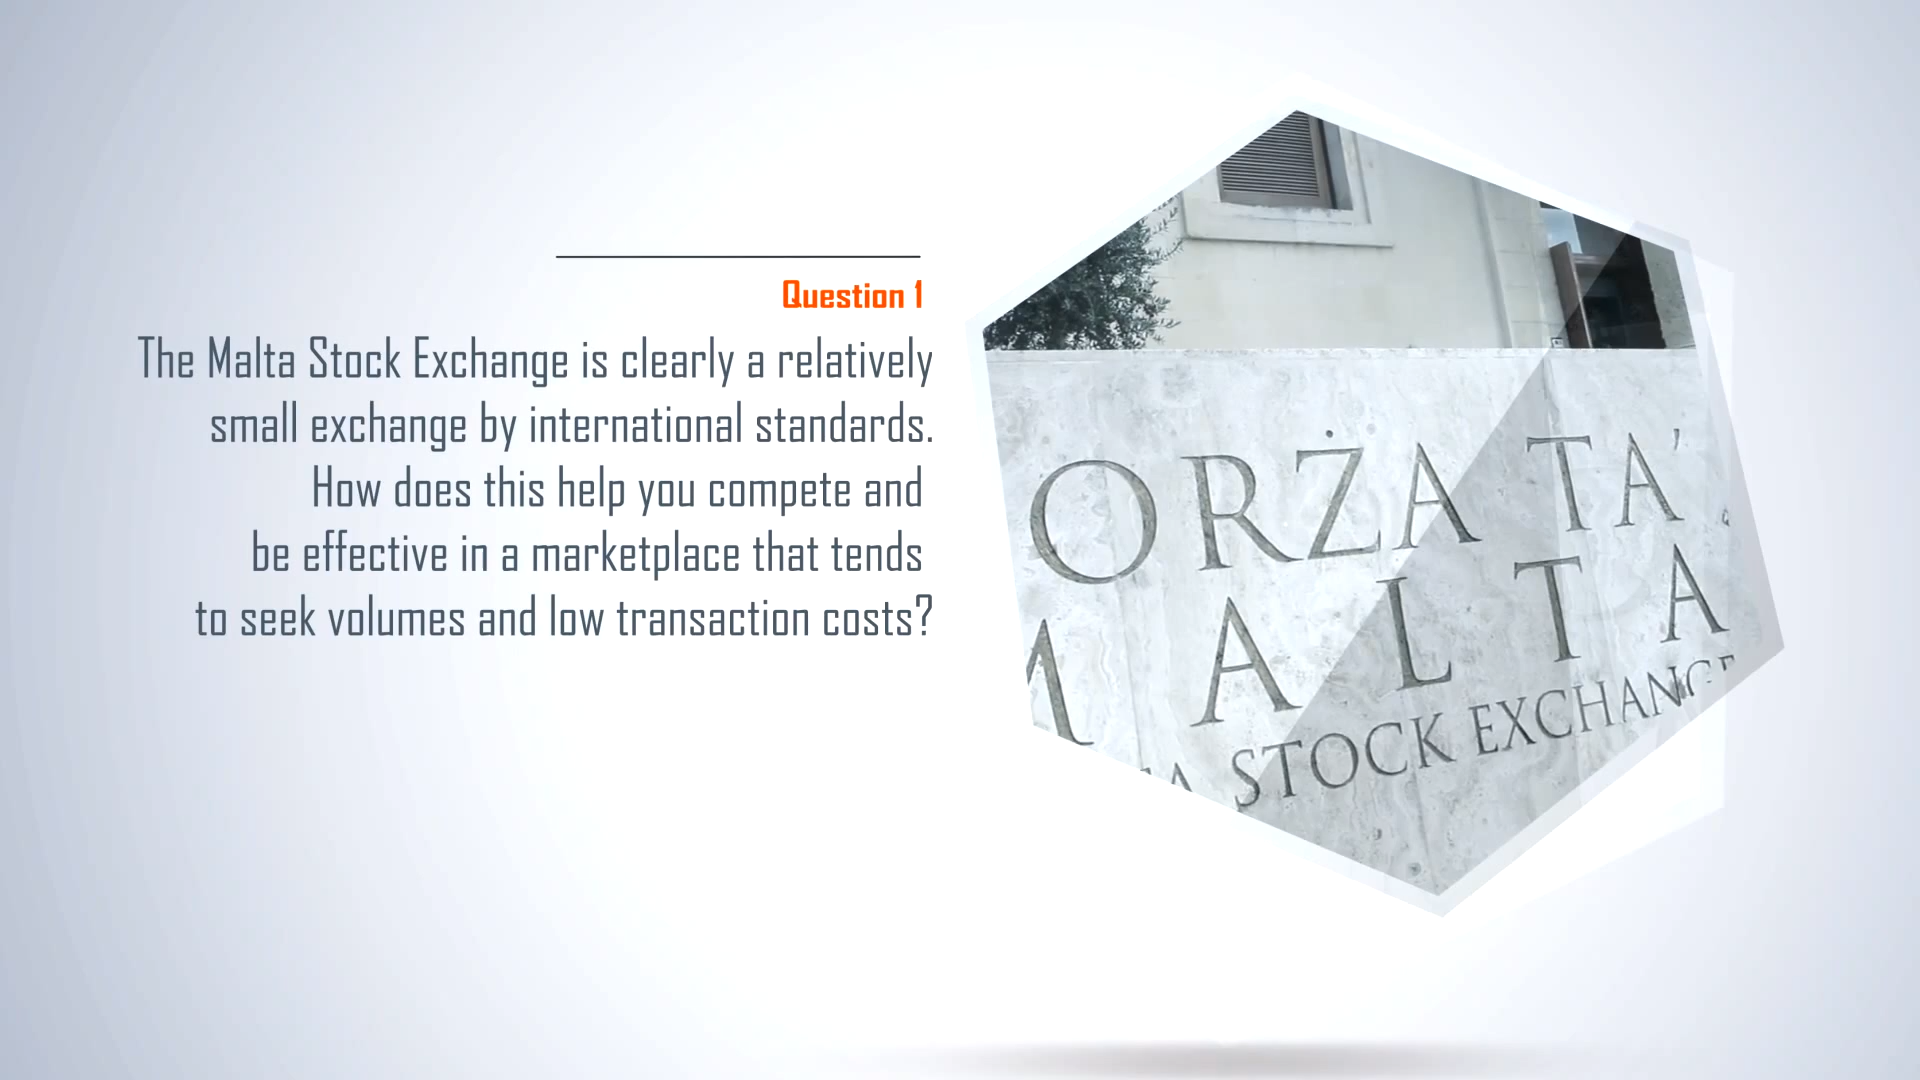 Question 1
The Malta Stock Exchange is clearly a relatively
small exchange by international standards.
How does this help you compete and
be effective in a marketplace that tends
to seek volumes and low transaction costs?
ORŻA TA'
MALTA
STOCK EXCHANGE